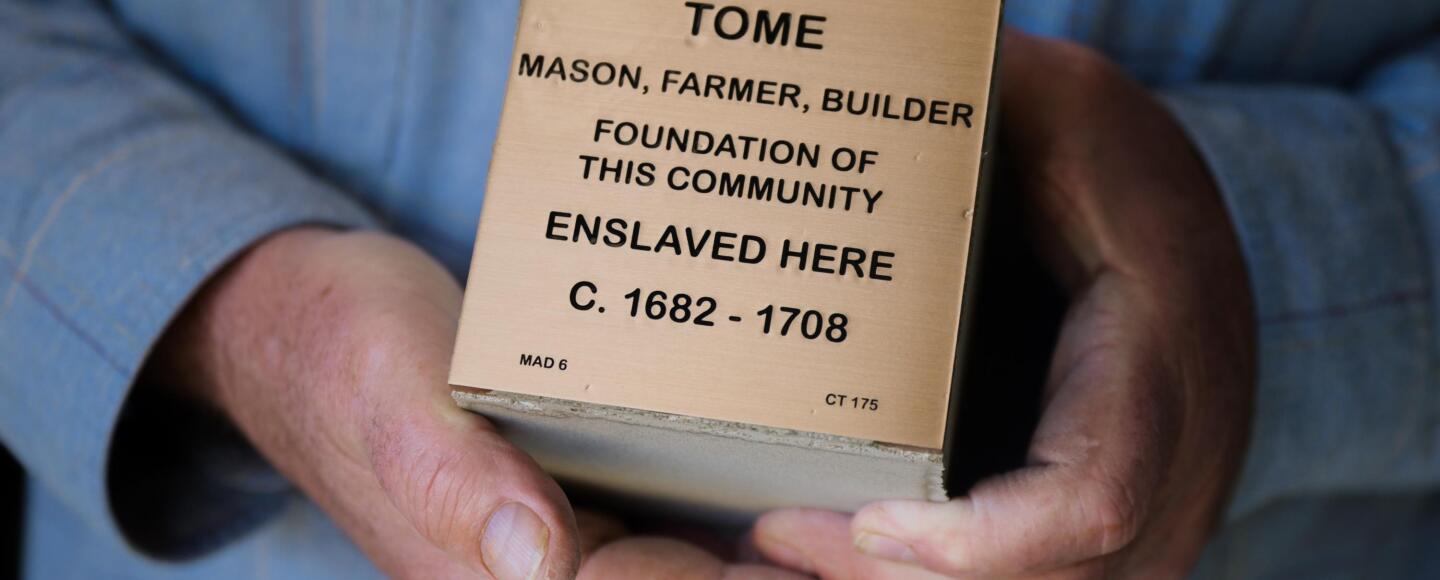 TOME
MASON, FARMER, BUILDER
FOUNDATION OF
THIS COMMUNITY
ENSLAVED HERE
C. 1682 - 1708
MAD 6
CT 175